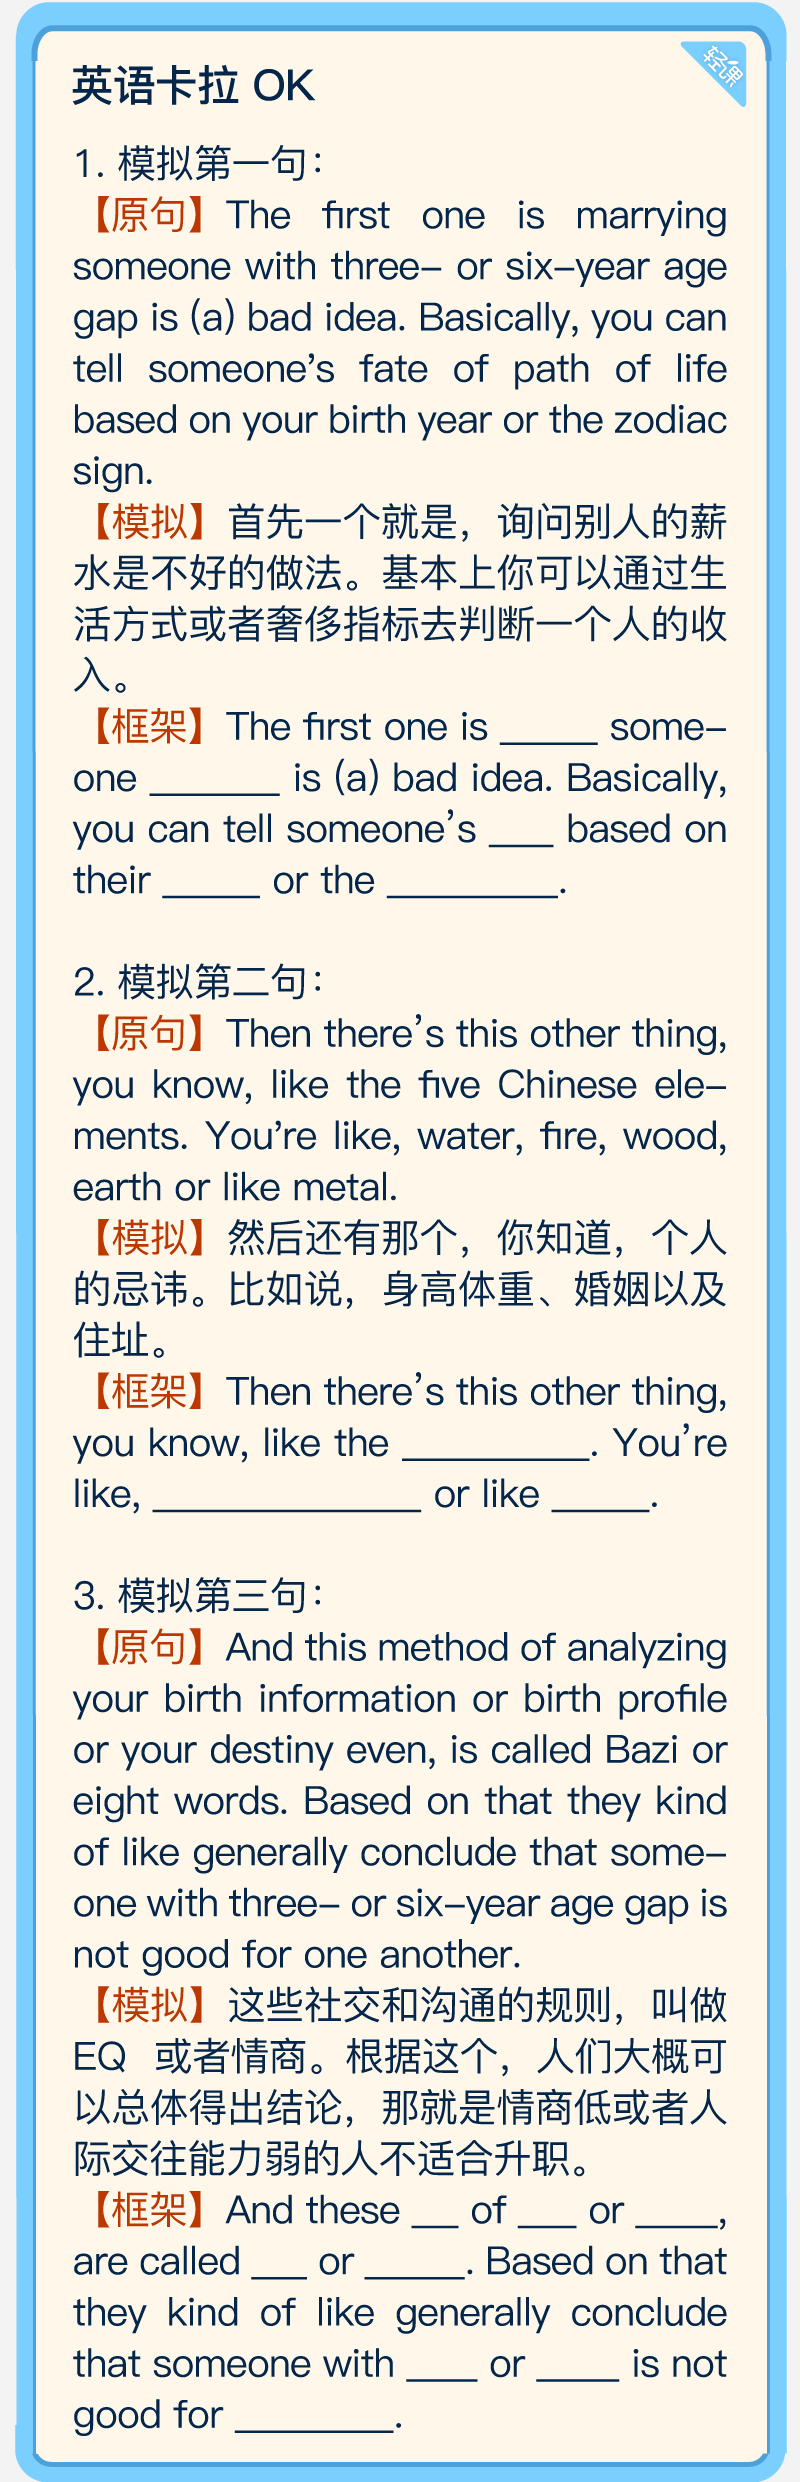 轻课
英语卡拉 OK
1. 模拟第一句：
【原句】The first one is marrying
someone with three- or six-year age
gap is (a) bad idea. Basically, you can
tell someone's fate of path of life
based on your birth year or the zodiac
sign.
【模拟】首先一个就是，询问别人的薪
水是不好的做法。基本上你可以通过生
活方式或者奢侈指标去判断一个人的收
入。
【框架】The first one is _____ some-
one _______ is (a) bad idea. Basically,
you can tell someone's ___ based on
their _____ or the _________.
2. 模拟第二句：
【原句】Then there's this other thing,
you know, like the five Chinese ele-
ments. You're like, water, fire, wood,
earth or like metal.
【模拟】然后还有那个，你知道，个人
的忌讳。比如说，身高体重、婚姻以及
住址。
【框架】Then there's this other thing,
you know, like the __________. You're
like, ______________ or like _____.
3. 模拟第三句：
【原句】And this method of analyzing
your birth information or birth profile
or your destiny even, is called Bazi or
eight words. Based on that they kind
of like generally conclude that some-
one with three- or six-year age gap is
not good for one another.
【模拟】这些社交和沟通的规则，叫做
EQ 或者情商。根据这个，人们大概可
以总体得出结论，那就是情商低或者人
际交往能力弱的人不适合升职。
【框架】And these __ of ___ or ____,
are called ___ or _____. Based on that
they kind of like generally conclude
that someone with ____ or ____ is not
good for ________.